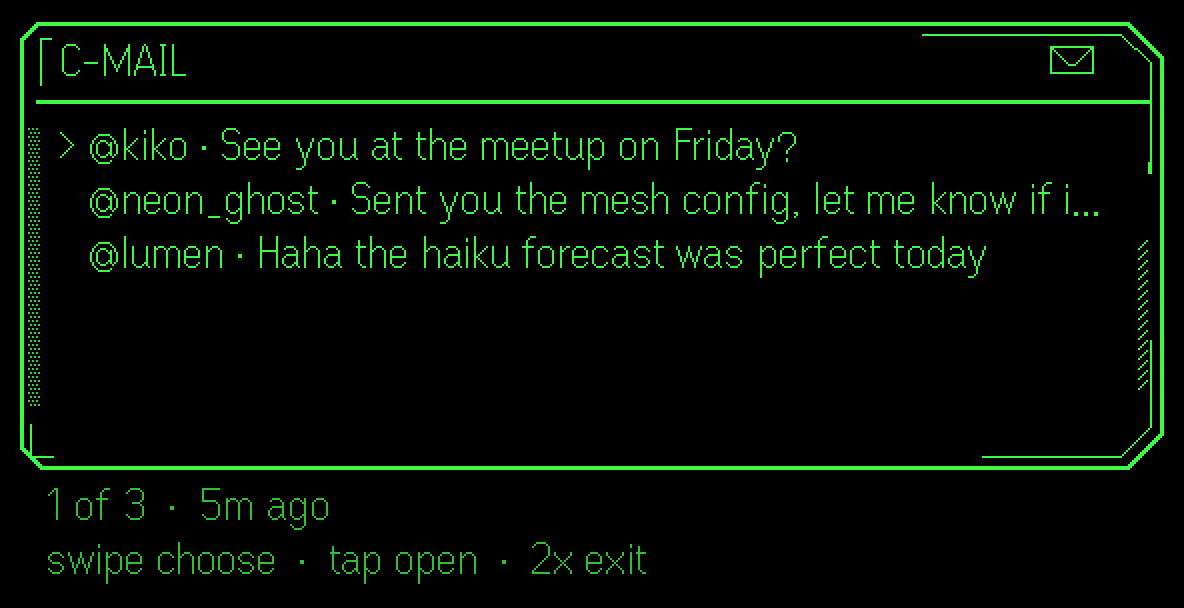 C-MAIL
> @kiko · See you at the meetup on Friday?
@neon_ghost · Sent you the mesh config, let me know if i...
@lumen · Haha the haiku forecast was perfect today
1 of 3 · 5m ago
swipe choose · tap open · 2x exit